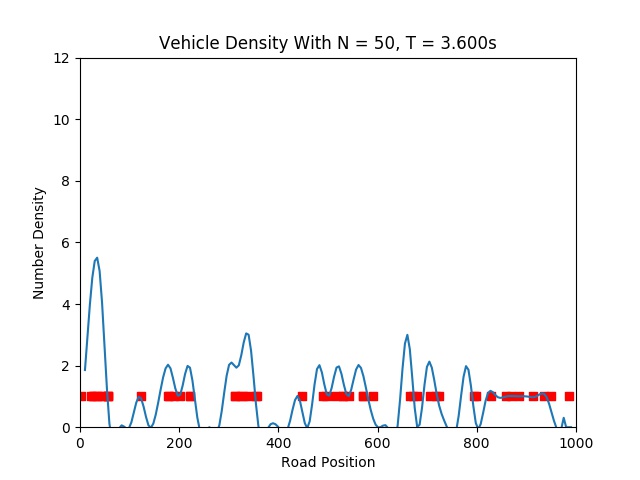 Vehicle Density With N = 50, T = 3.600s
12
10
8
6
4
2
0
Number Density
0 200 400 600 800 1000
Road Position